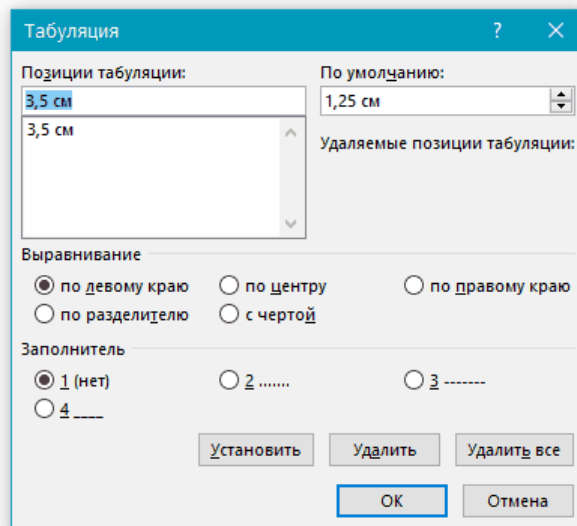 Табуляция ?
Позиции табуляции: По умолчанию:
3,5 см 1,25 см
3,5 см
Удаляемые позиции табуляции:
Выравнивание
по левому краю по центру по правому краю
по разделителю с чертой
Заполнитель
1 (нет) 2 ....... 3 -------
4 ____
Установить Удалить Удалить все
ОК Отмена